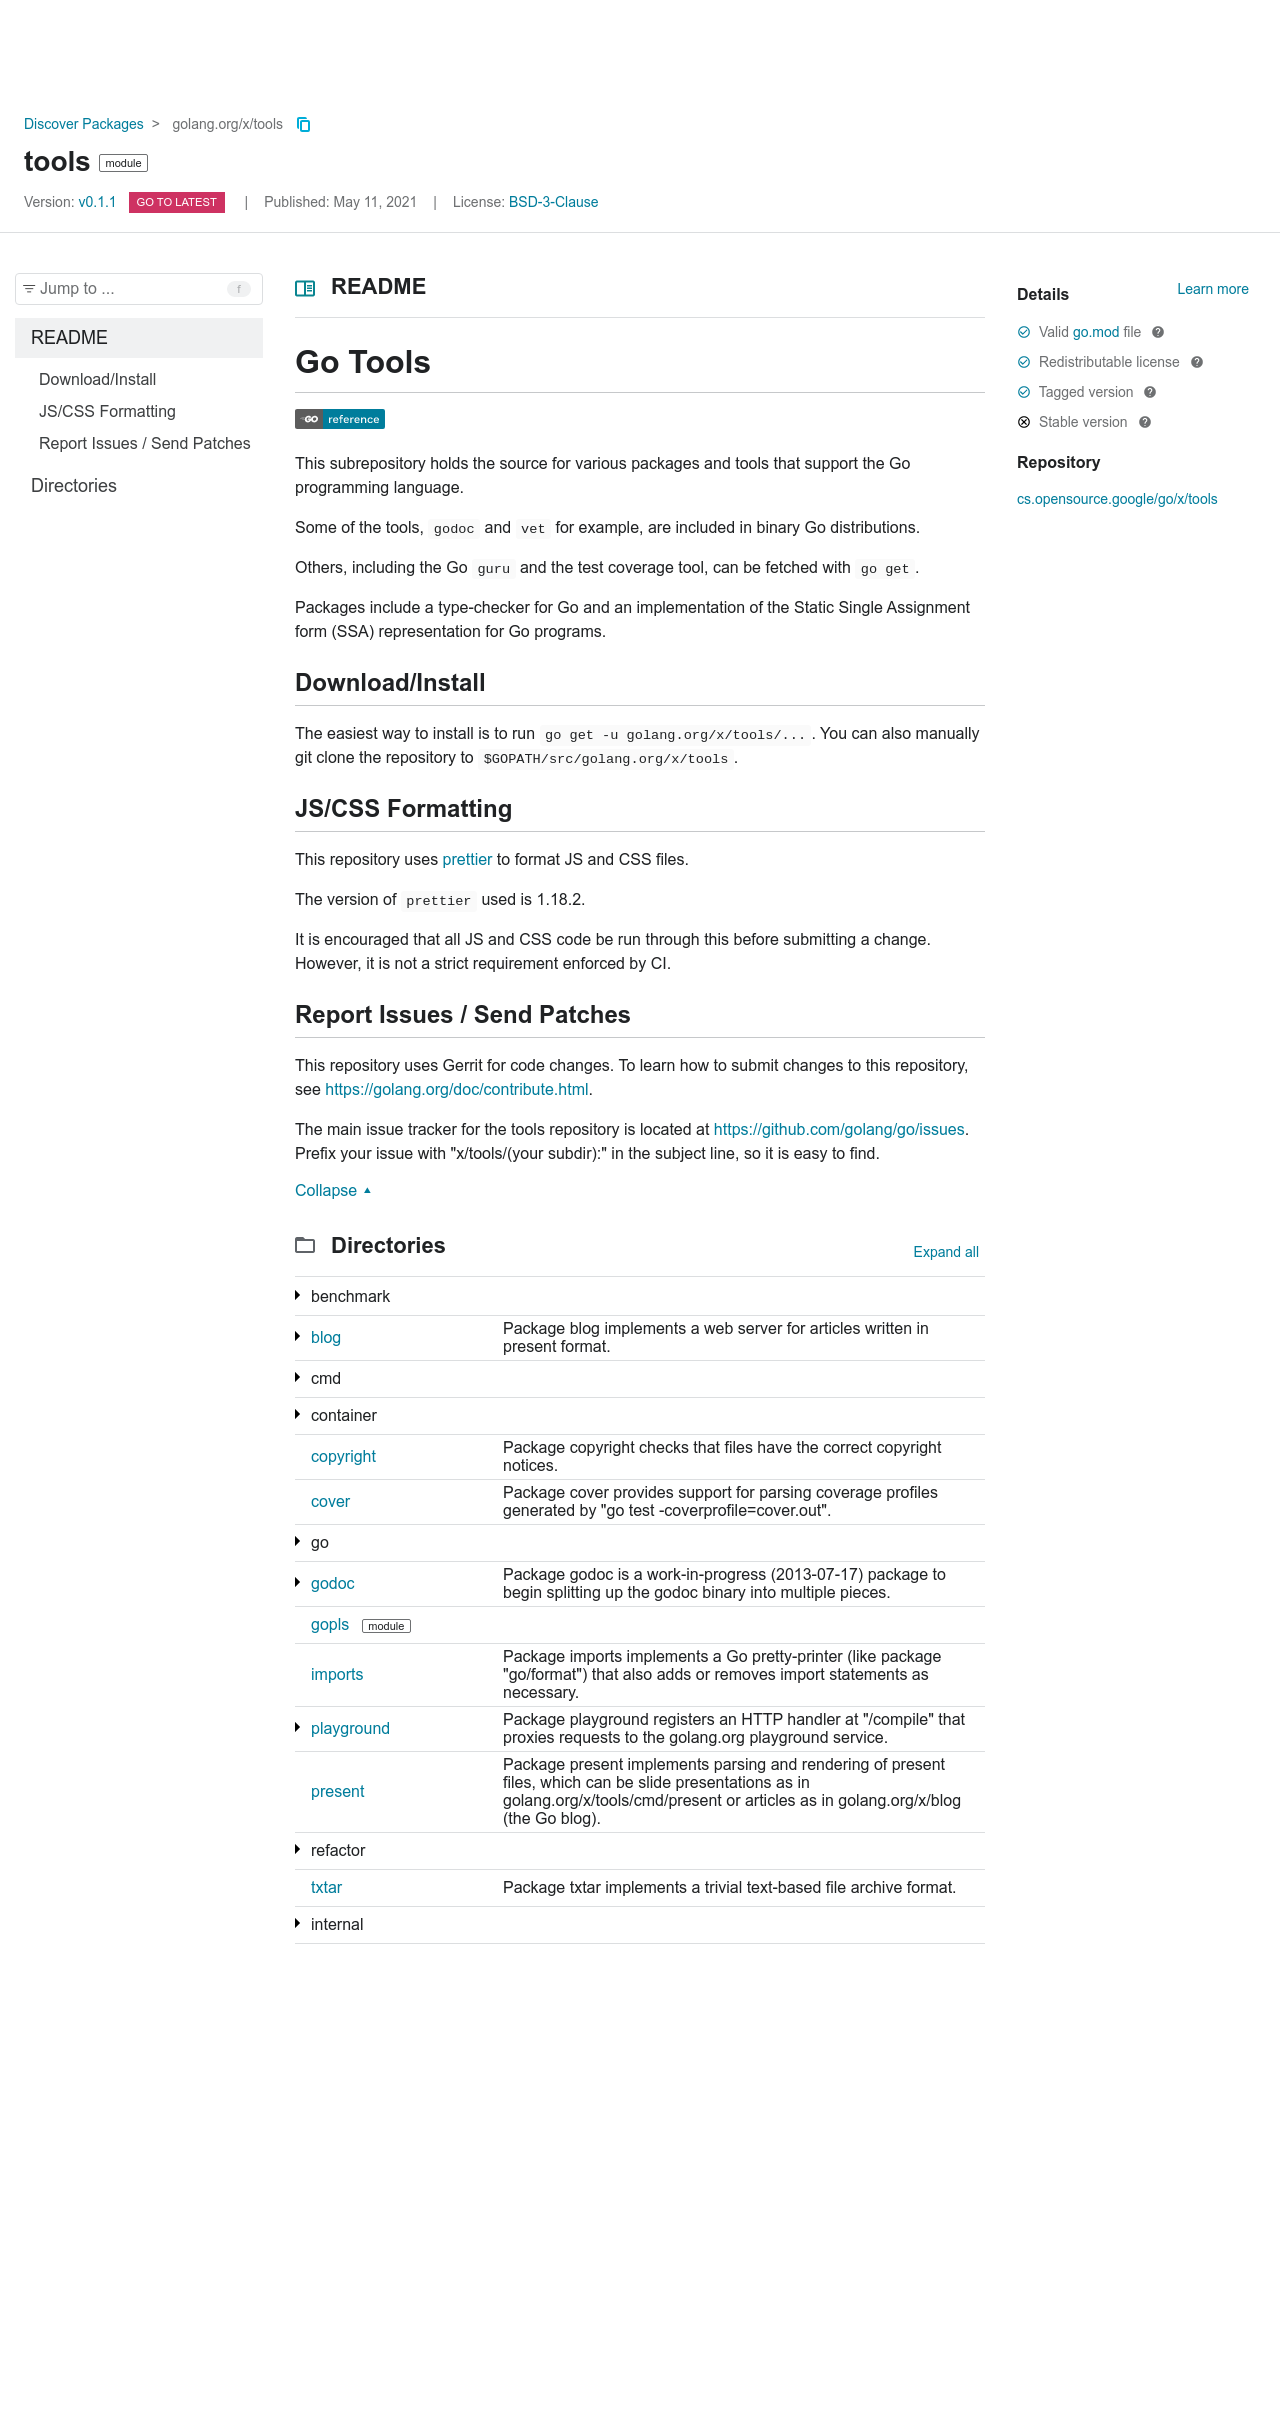 Discover Packages > golang.org/x/tools
tools module
Version: v0.1.1 GO TO LATEST | Published: May 11, 2021 | License: BSD-3-Clause
Jump to ... f
README
Download/Install
JS/CSS Formatting
Report Issues / Send Patches
Directories
README
Go Tools
GO reference
This subrepository holds the source for various packages and tools that support the Go
programming language.
Some of the tools, godoc and vet for example, are included in binary Go distributions.
Others, including the Go guru and the test coverage tool, can be fetched with go get.
Packages include a type-checker for Go and an implementation of the Static Single Assignment
form (SSA) representation for Go programs.
Download/Install
The easiest way to install is to run go get -u golang.org/x/tools/.... You can also manually
git clone the repository to $GOPATH/src/golang.org/x/tools.
JS/CSS Formatting
This repository uses prettier to format JS and CSS files.
The version of prettier used is 1.18.2.
It is encouraged that all JS and CSS code be run through this before submitting a change.
However, it is not a strict requirement enforced by CI.
Report Issues / Send Patches
This repository uses Gerrit for code changes. To learn how to submit changes to this repository,
see https://golang.org/doc/contribute.html.
The main issue tracker for the tools repository is located at https://github.com/golang/go/issues.
Prefix your issue with "x/tools/(your subdir):" in the subject line, so it is easy to find.
Collapse
Directories Expand all
benchmark
blog Package blog implements a web server for articles written in
present format.
cmd
container
copyright Package copyright checks that files have the correct copyright
notices.
cover Package cover provides support for parsing coverage profiles
generated by "go test -coverprofile=cover.out".
go
godoc Package godoc is a work-in-progress (2013-07-17) package to
begin splitting up the godoc binary into multiple pieces.
gopls module
imports Package imports implements a Go pretty-printer (like package
"go/format") that also adds or removes import statements as
necessary.
playground Package playground registers an HTTP handler at "/compile" that
proxies requests to the golang.org playground service.
present Package present implements parsing and rendering of present
files, which can be slide presentations as in
golang.org/x/tools/cmd/present or articles as in golang.org/x/blog
(the Go blog).
refactor
txtar Package txtar implements a trivial text-based file archive format.
internal
Details Learn more
Valid go.mod file
Redistributable license
Tagged version
Stable version
Repository
cs.opensource.google/go/x/tools